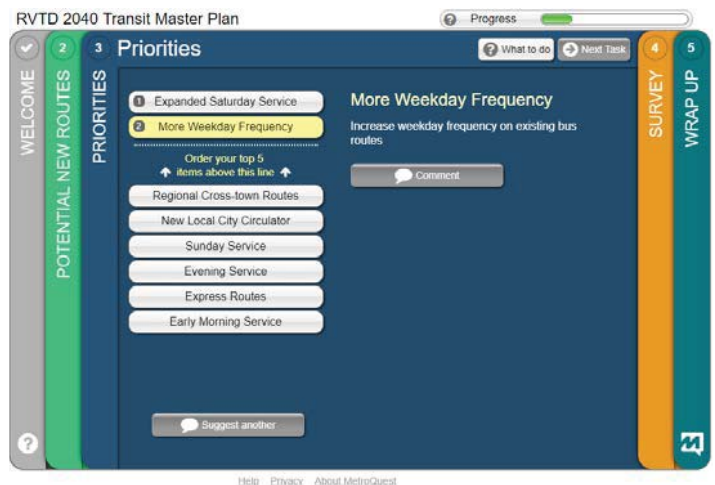 RVTD 2040 Transit Master Plan
? Progress
WELCOME
?
2
POTENTIAL NEW ROUTES
3
PRIORITIES
Priorities
? What to do
Next Task
1 Expanded Saturday Service
2 More Weekday Frequency
Order your top 5
items above this line
Regional Cross-town Routes
New Local City Circulator
Sunday Service
Evening Service
Express Routes
Early Morning Service
Suggest another
More Weekday Frequency
Increase weekday frequency on existing bus
routes
Comment
4
SURVEY
5
WRAP UP
Help Privacy About MetroQuest